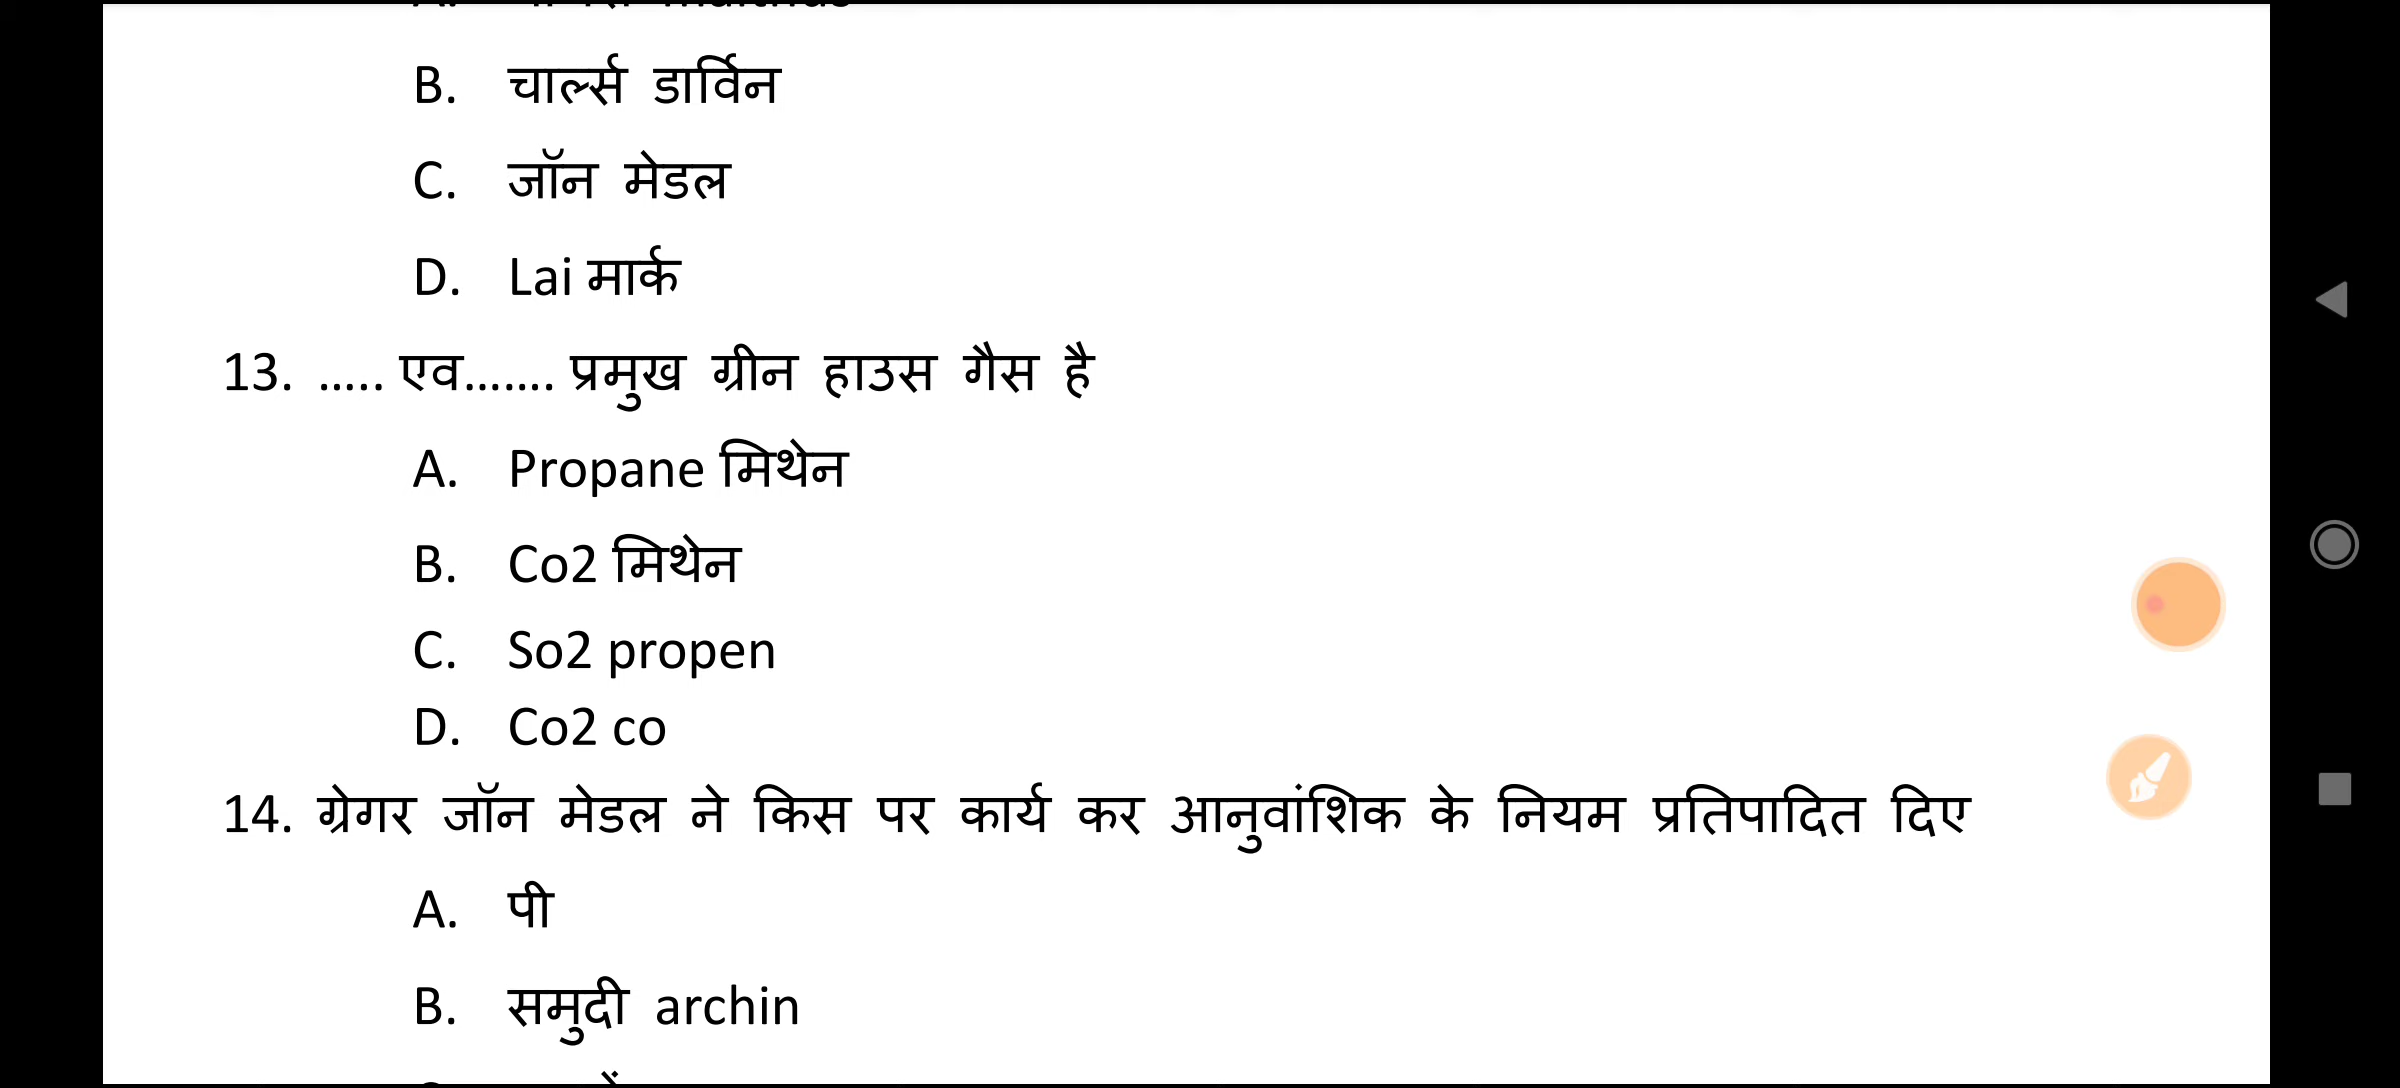 B. चार्ल्स डार्विन
C. जॉन मेडल
D. Lai मार्क
13. ..... एव....... प्रमुख ग्रीन हाउस गैस है
A. Propane मिथेन
B. Co2 मिथेन
C. So2 propen
D. Co2 co
14. ग्रेगर जॉन मेडल ने किस पर कार्य कर आनुवांशिक के नियम प्रतिपादित दिए
A. पी
B. समुदी archin